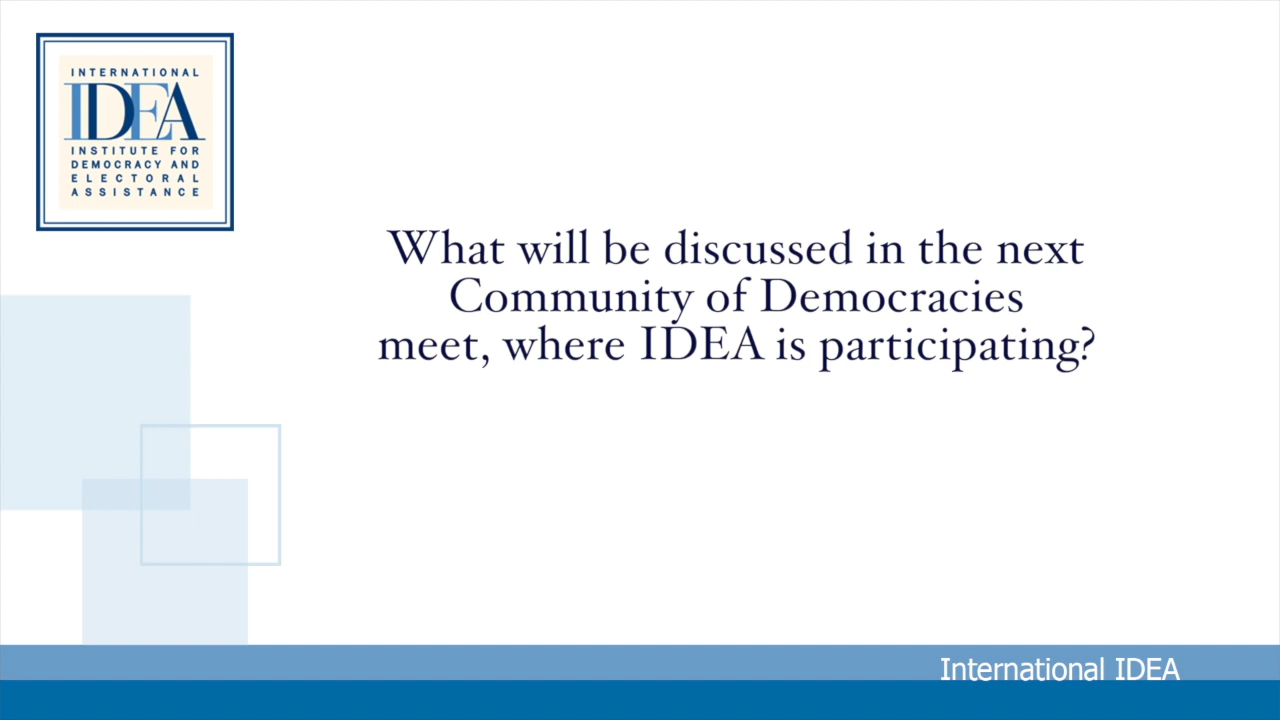 INTERNATIONAL
IDEA
INSTITUTE FOR
DEMOCRACY AND
ELECTORAL
ASSISTANCE
What will be discussed in the next
Community of Democracies
meet, where IDEA is participating?
International IDEA